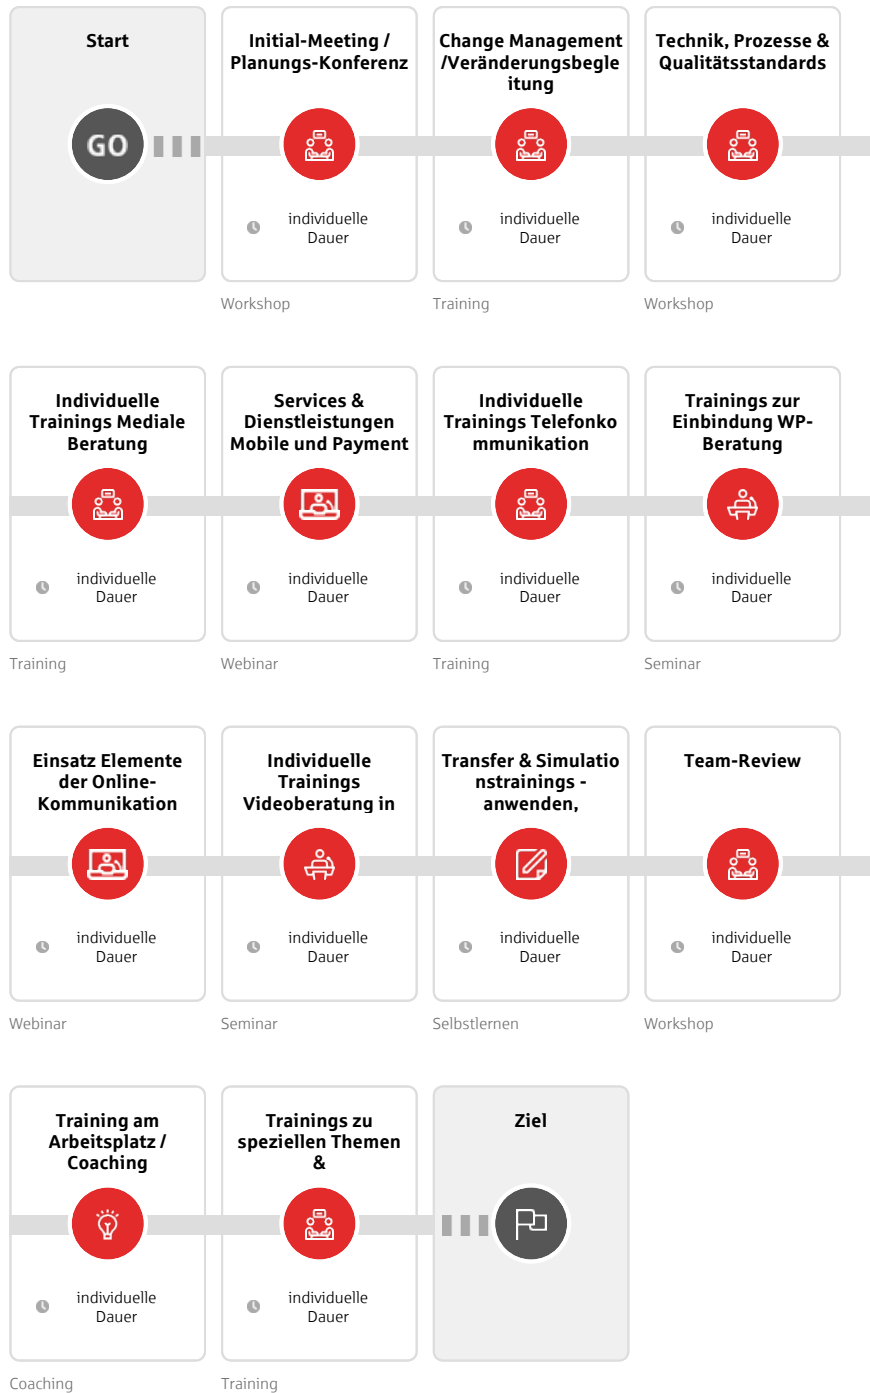 Start
GO
Initial-Meeting /
Planungs-Konferenz
individuelle
Dauer
Workshop
Change Management
/Veränderungsbegle
itung
individuelle
Dauer
Training
Technik, Prozesse &
Qualitätsstandards
individuelle
Dauer
Workshop
Individuelle
Trainings Mediale
Beratung
individuelle
Dauer
Training
Services &
Dienstleistungen
Mobile und Payment
individuelle
Dauer
Webinar
Individuelle
Trainings Telefonko
mmunikation
individuelle
Dauer
Training
Trainings zur
Einbindung WP-
Beratung
individuelle
Dauer
Seminar
Einsatz Elemente
der Online-
Kommunikation
individuelle
Dauer
Webinar
Individuelle
Trainings
Videoberatung in
individuelle
Dauer
Seminar
Transfer & Simulatio
nstrainings -
anwenden,
individuelle
Dauer
Selbstlernen
Team-Review
individuelle
Dauer
Workshop
Training am
Arbeitsplatz /
Coaching
individuelle
Dauer
Coaching
Trainings zu
speziellen Themen
&
individuelle
Dauer
Training
Ziel